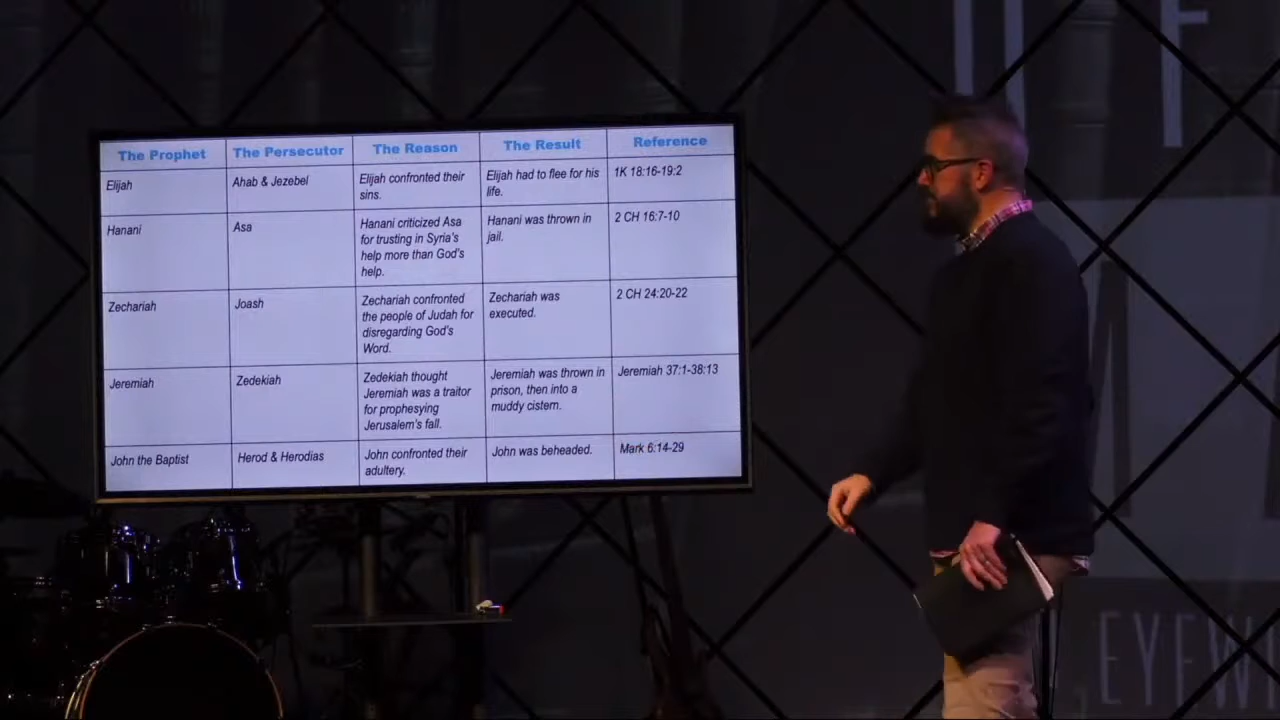 The Prophet The Persecutor The Reason The Result Reference
Elijah Ahab & Jezebel Elijah confronted their sins. Elijah had to flee for his life. 1K 18:16-19:2
Hanani Asa Hanani criticized Asa for trusting in Syria's help more than God's help. Hanani was thrown in jail. 2 CH 16:7-10
Zechariah Joash Zechariah confronted the people of Judah for disregarding God's Word. Zechariah was executed. 2 CH 24:20-22
Jeremiah Zedekiah Zedekiah thought Jeremiah was a traitor for prophesying Jerusalem's fall. Jeremiah was thrown in prison, then into a muddy cistern. Jeremiah 37:1-38:13
John the Baptist Herod & Herodias John confronted their adultery. John was beheaded. Mark 6:14-29
EYEWI